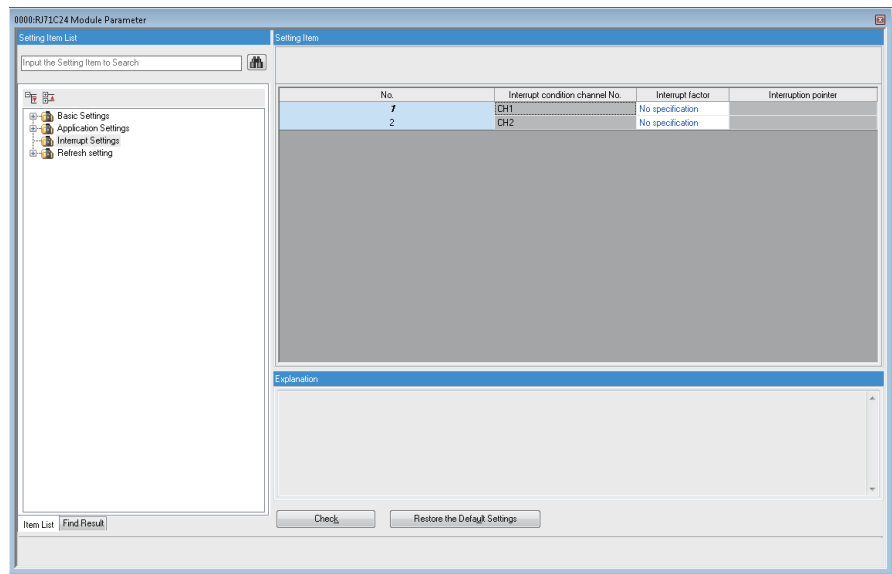 0000:RJ71C24 Module Parameter
Setting Item List
Input the Setting Item to Search
Basic Settings
Application Settings
Interrupt Settings
Refresh setting
Item List
Find Result
Setting Item
No. Interrupt condition channel No. Interrupt factor Interruption pointer
1 CH1 No specification
2 CH2 No specification
Explanation
Check
Restore the Default Settings